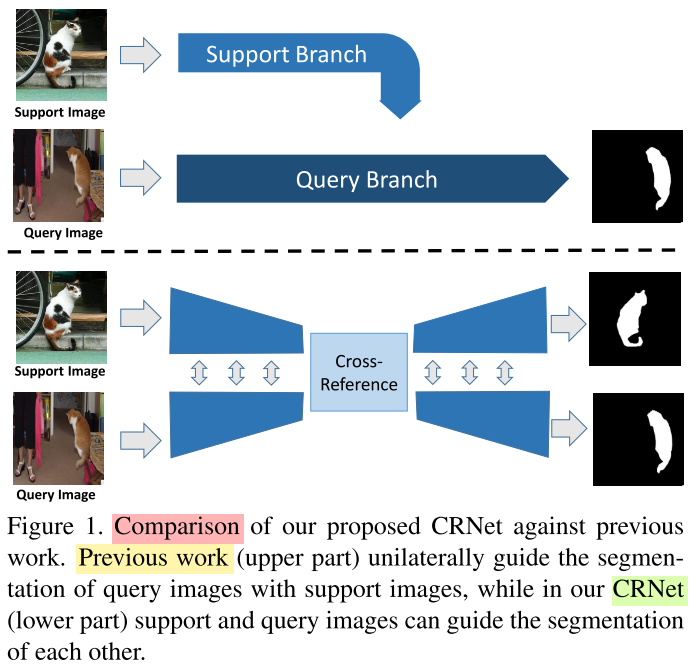 Support Branch
Support Image
Query Branch
Query Image
Support Image
Cross-
Reference
Query Image
Figure 1. Comparison of our proposed CRNet against previous
work. Previous work (upper part) unilaterally guide the segmen-
tation of query images with support images, while in our CRNet
(lower part) support and query images can guide the segmentation
of each other.